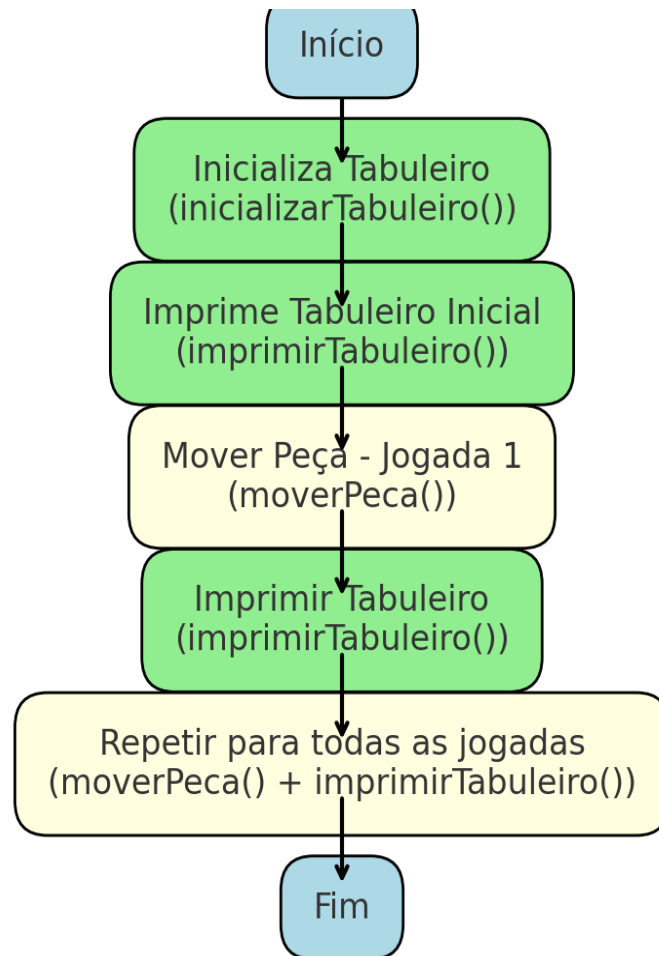 Início
Inicializa Tabuleiro
(inicializarTabuleiro())
Imprime Tabuleiro Inicial
(imprimirTabuleiro())
Mover Peça - Jogada 1
(moverPeca())
Imprimir Tabuleiro
(imprimirTabuleiro())
Repetir para todas as jogadas
(moverPeca() + imprimirTabuleiro())
Fim